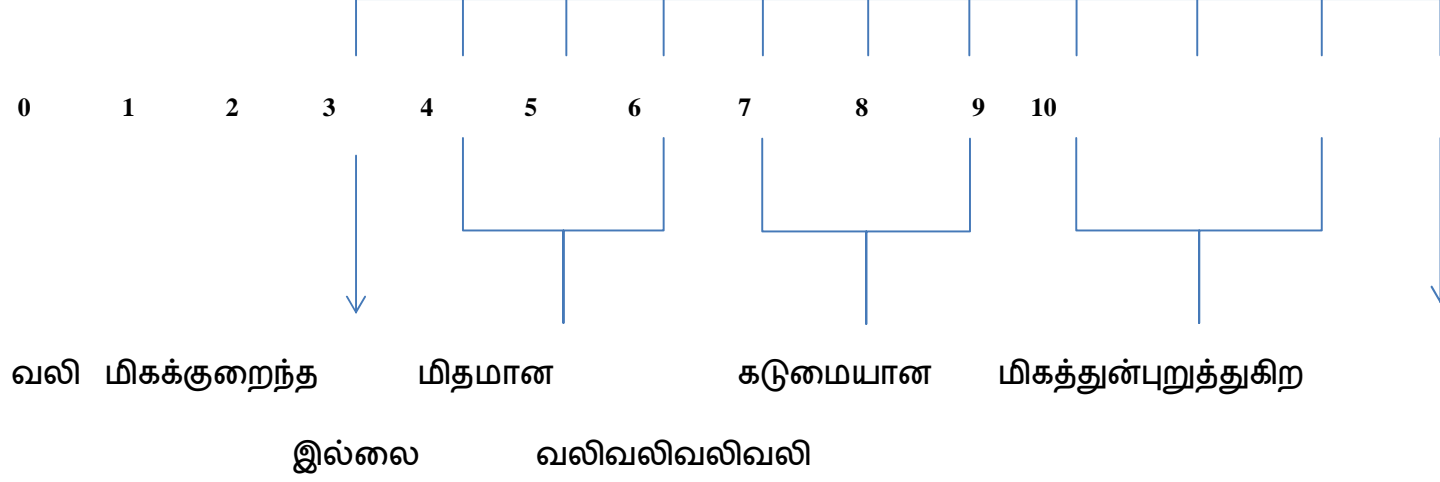 0 1 2 3 4 5 6 7 8 9 10
வலி மிகக்குறைந்த மிதமான கடுமையான மிகத்துன்புறுத்துகிற
இல்லை வலிவலிவலிவலி